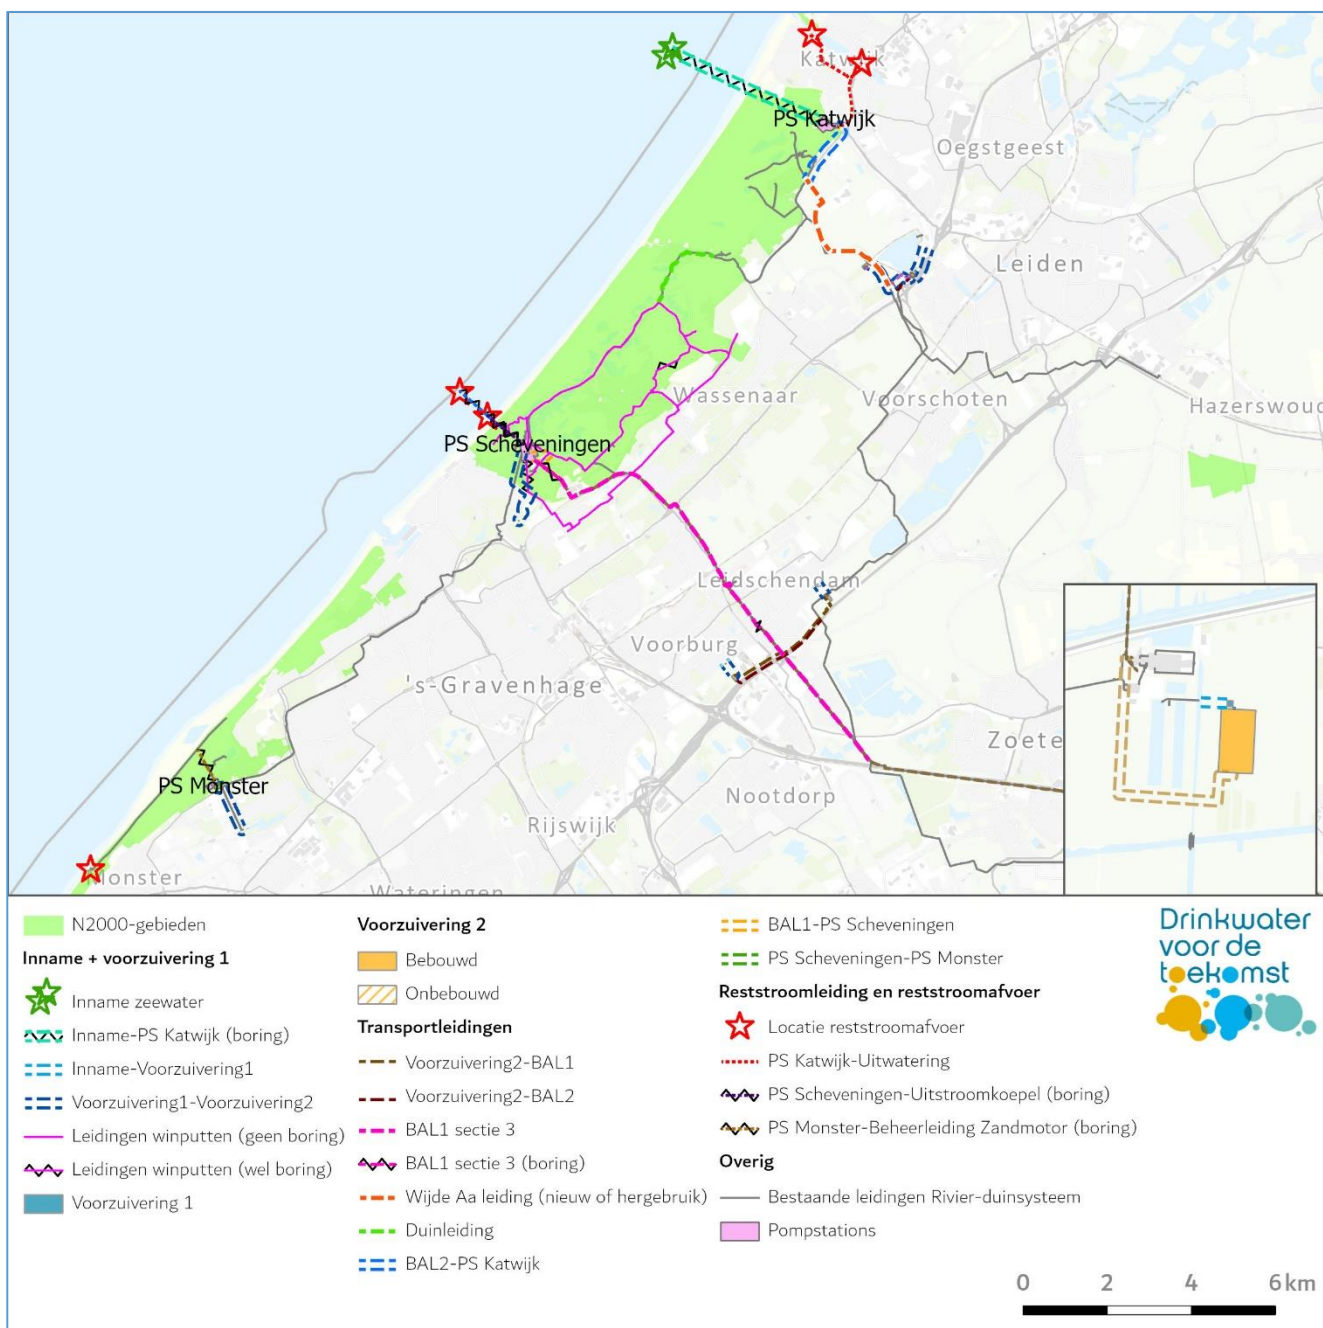 Katwijk
PS Katwijk
Oegstgeest
Leiden
Wassenaar
Voorschoten
Hazerswoud
PS Scheveningen
Leidschendam
Voorburg
's-Gravenhage
Zoete
PS Monster
Nootdorp
Rijswijk
Monster
Wateringen
N2000-gebieden
Inname + voorzuivering 1
Inname zeewater
Inname-PS Katwijk (boring)
Inname-Voorzuivering1
Voorzuivering1-Voorzuivering2
Leidingen winputten (geen boring)
Leidingen winputten (wel boring)
Voorzuivering 1
Voorzuivering 2
Bebouwd
Onbebouwd
Transportleidingen
Voorzuivering2-BAL1
Voorzuivering2-BAL2
BAL1 sectie 3
BAL1 sectie 3 (boring)
Wijde Aa leiding (nieuw of hergebruik)
Duinleiding
BAL2-PS Katwijk
BAL1-PS Scheveningen
PS Scheveningen-PS Monster
Reststroomleiding en reststroomafvoer
Locatie reststroomafvoer
PS Katwijk-Uitwatering
PS Scheveningen-Uitstroomkoepel (boring)
PS Monster-Beheerleiding Zandmotor (boring)
Overig
Bestaande leidingen Rivier-duinsysteem
Pompstations
Drinkwater
voor de
toekomst
0 2 4 6 km